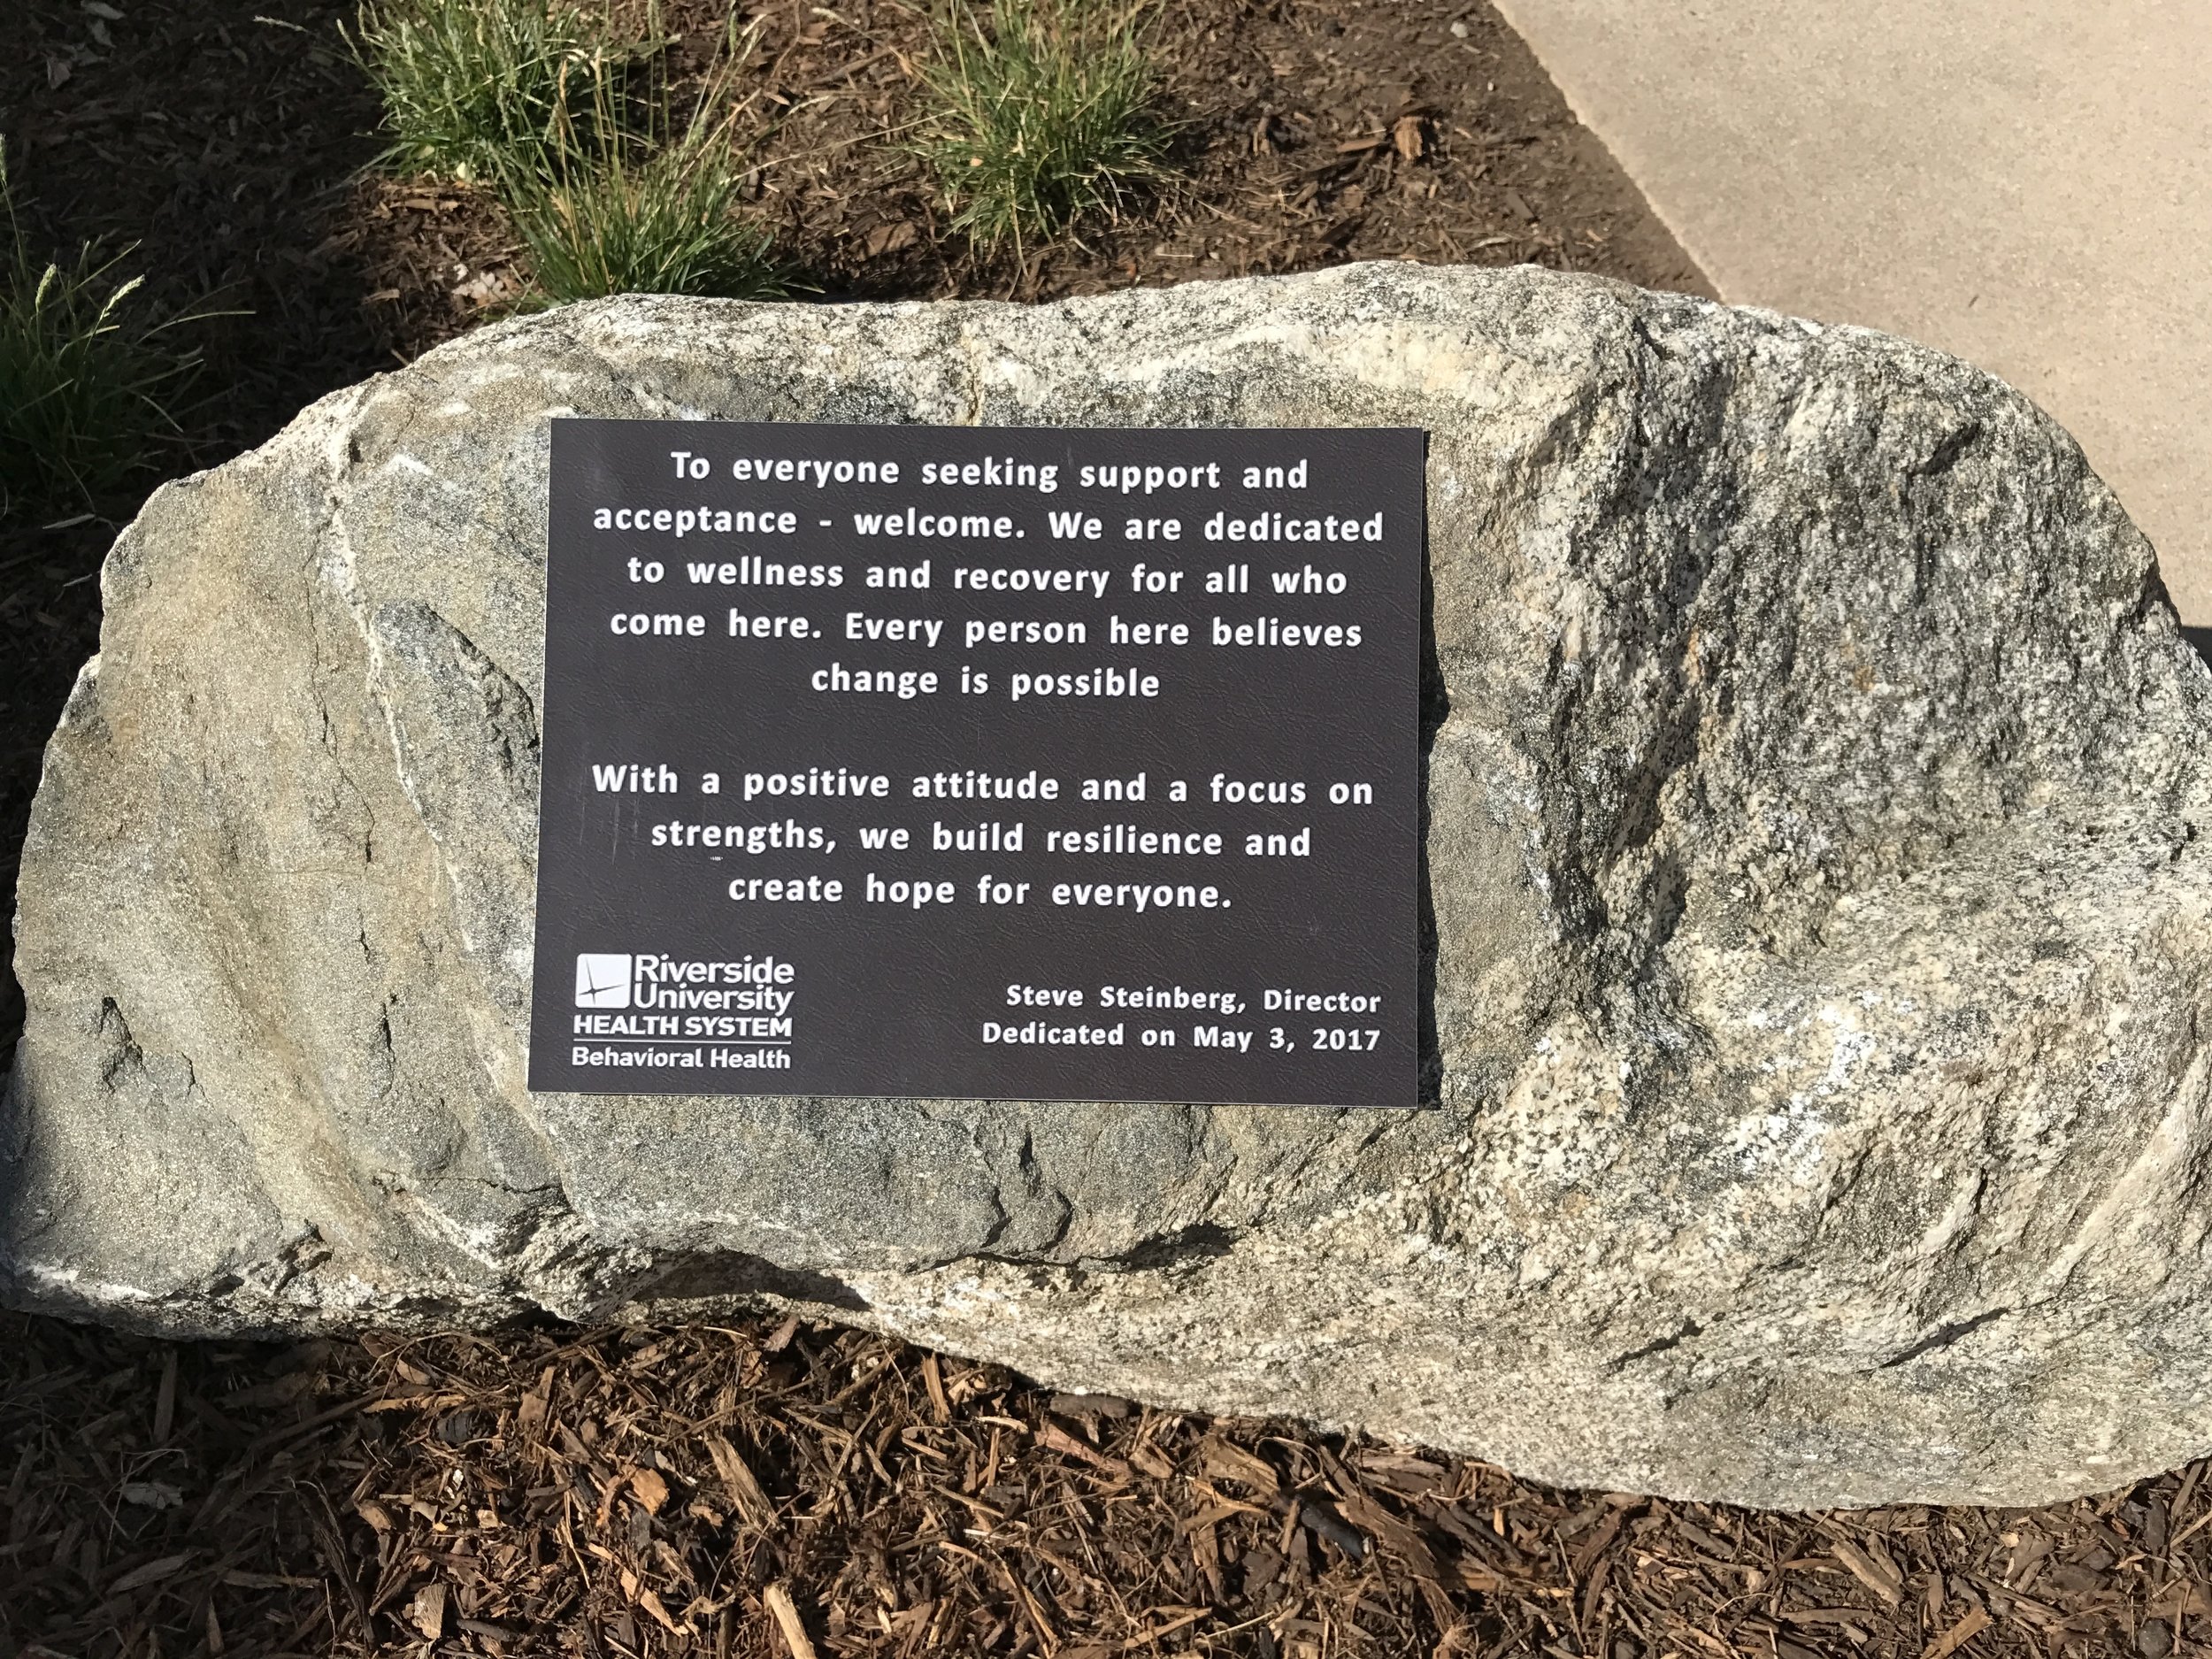 To everyone seeking support and
acceptance - welcome. We are dedicated
to wellness and recovery for all who
come here. Every person here believes
change is possible
With a positive attitude and a focus on
strengths, we build resilience and
create hope for everyone.
Riverside
University
HEALTH SYSTEM
Behavioral Health
Steve Steinberg, Director
Dedicated on May 3, 2017